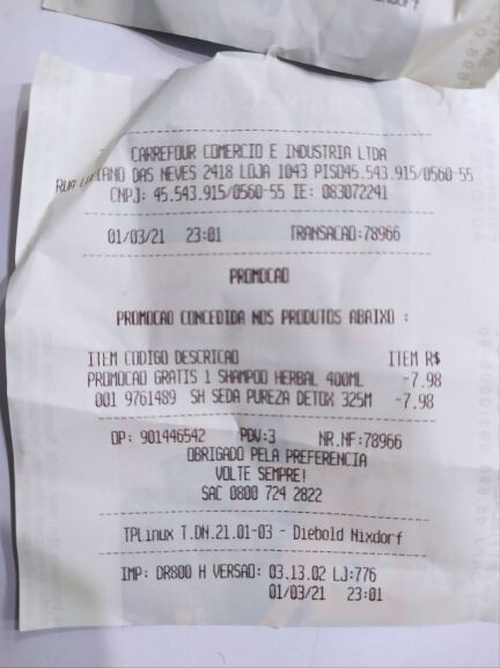 CARREFOUR COMERCIO E INDUSTRIA LTDA
RUA DAS NEVES 2418 LOJA 1043 PISO45.543.915/0560-55
CNPJ: 45.543.915/0560-55 IE: 083072241
01/03/21 23:01 TRANSACAO:78966
PROMOCAO
PROMOCAO CONCEDIDA NOS PRODUTOS ABAIXO :
ITEM CODIGO DESCRICAO ITEM R$
PROMOCAO GRATIS 1 SHAMPOO HERBAL 400ML -7.98
001 9761489 SH SEDA PUREZA DETOX 325M -7.98
OP: 901446542 PDV:3 NR.NF:78966
OBRIGADO PELA PREFERENCIA
VOLTE SEMPRE!
SAC 0800 724 2822
TPLinux T.DN.21.01-03 - Diebold Nixdorf
IMP: DR800 H VERSAO: 03.13.02 LJ:776
01/03/21 23:01